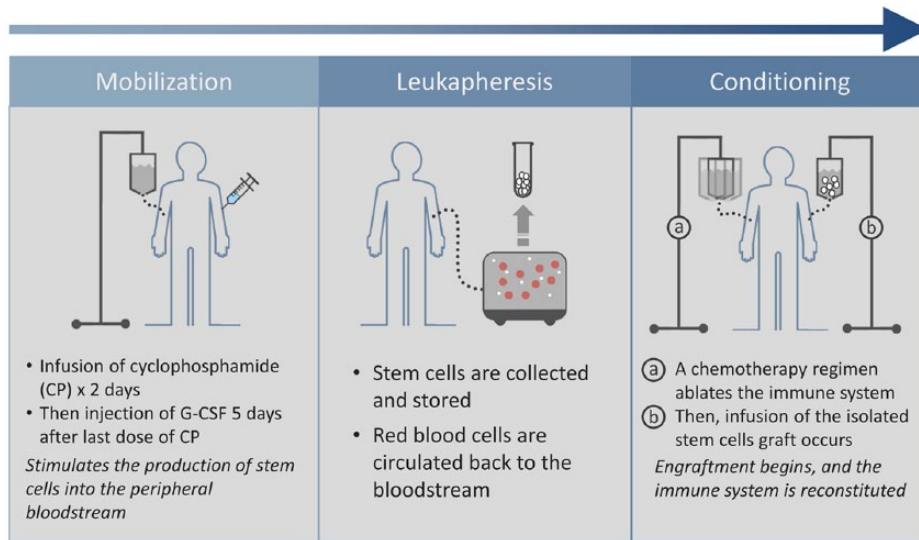 Mobilization
• Infusion of cyclophosphamide
(CP) x 2 days
• Then injection of G-CSF 5 days
after last dose of CP
Stimulates the production of stem
cells into the peripheral
bloodstream
Leukapheresis
• Stem cells are collected
and stored
• Red blood cells are
circulated back to the
bloodstream
Conditioning
a
b
ⓐ A chemotherapy regimen
ablates the immune system
ⓑ Then, infusion of the isolated
stem cells graft occurs
Engraftment begins, and the
immune system is reconstituted